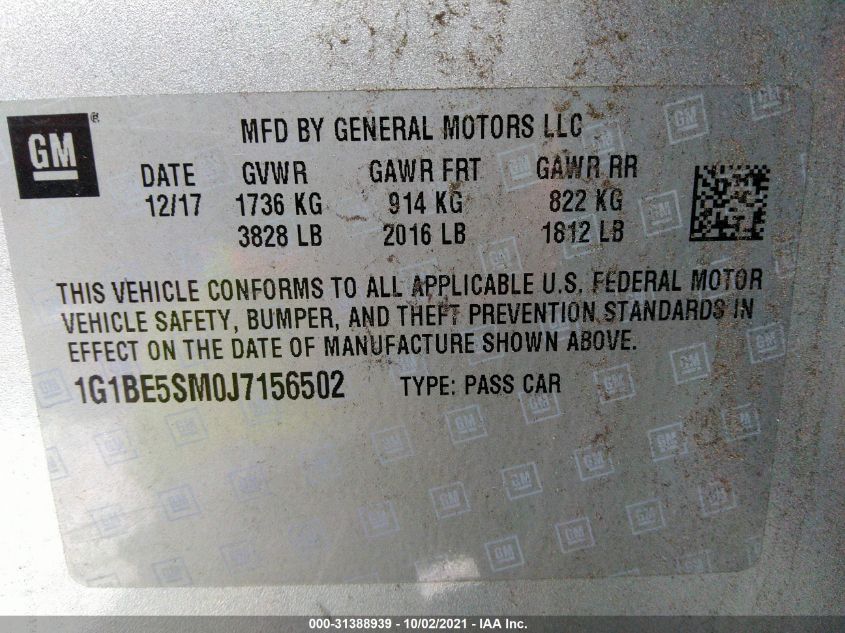 GM ®
MFD BY GENERAL MOTORS LLC
DATE GVWR GAWR FRT GAWR RR
12/17 1736 KG 914 KG 822 KG
3828 LB 2016 LB 1812 LB
THIS VEHICLE CONFORMS TO ALL APPLICABLE U.S. FEDERAL MOTOR
VEHICLE SAFETY, BUMPER, AND THEFT PREVENTION STANDARDS IN
EFFECT ON THE DATE OF MANUFACTURE SHOWN ABOVE.
1G1BE5SM0J7156502 TYPE: PASS CAR
000-31388939 - 10/02/2021 - IAA Inc.